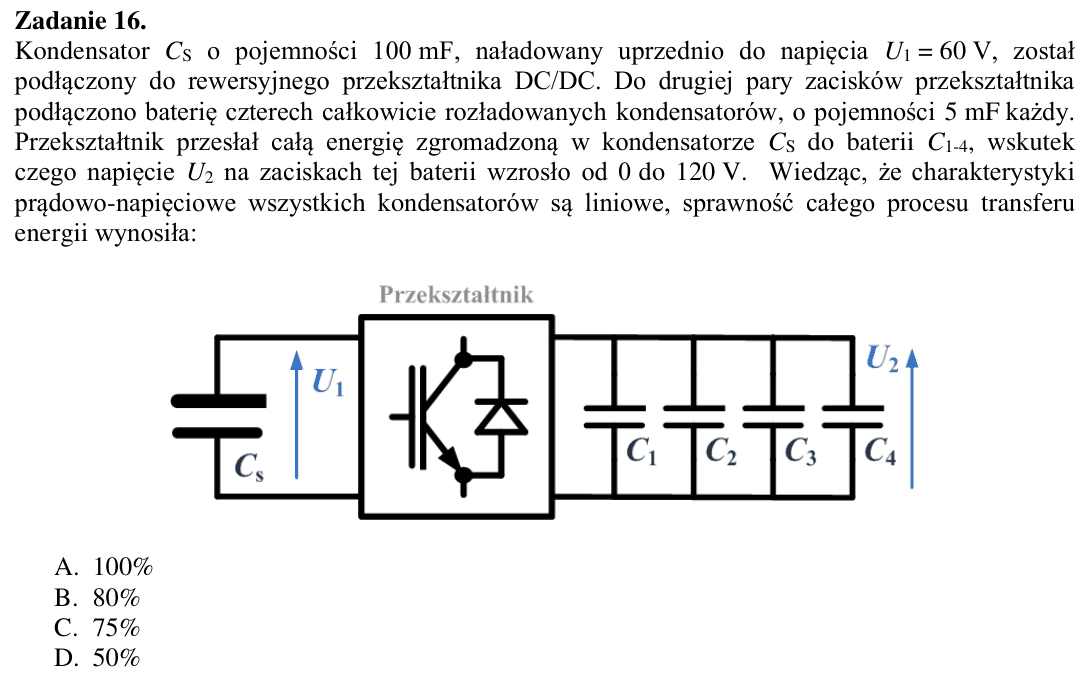 Zadanie 16.
Kondensator CS o pojemności 100 mF, naładowany uprzednio do napięcia U1 = 60 V, został
podłączony do rewersyjnego przekształtnika DC/DC. Do drugiej pary zacisków przekształtnika
podłączono baterię czterech całkowicie rozładowanych kondensatorów, o pojemności 5 mF każdy.
Przekształtnik przesłał całą energię zgromadzoną w kondensatorze CS do baterii C1-4, wskutek
czego napięcie U2 na zaciskach tej baterii wzrosło od 0 do 120 V. Wiedząc, że charakterystyki
prądowo-napięciowe wszystkich kondensatorów są liniowe, sprawność całego procesu transferu
energii wynosiła:
Przekształtnik
U1
U2
Cs
C1
C2
C3
C4
A. 100%
B. 80%
C. 75%
D. 50%